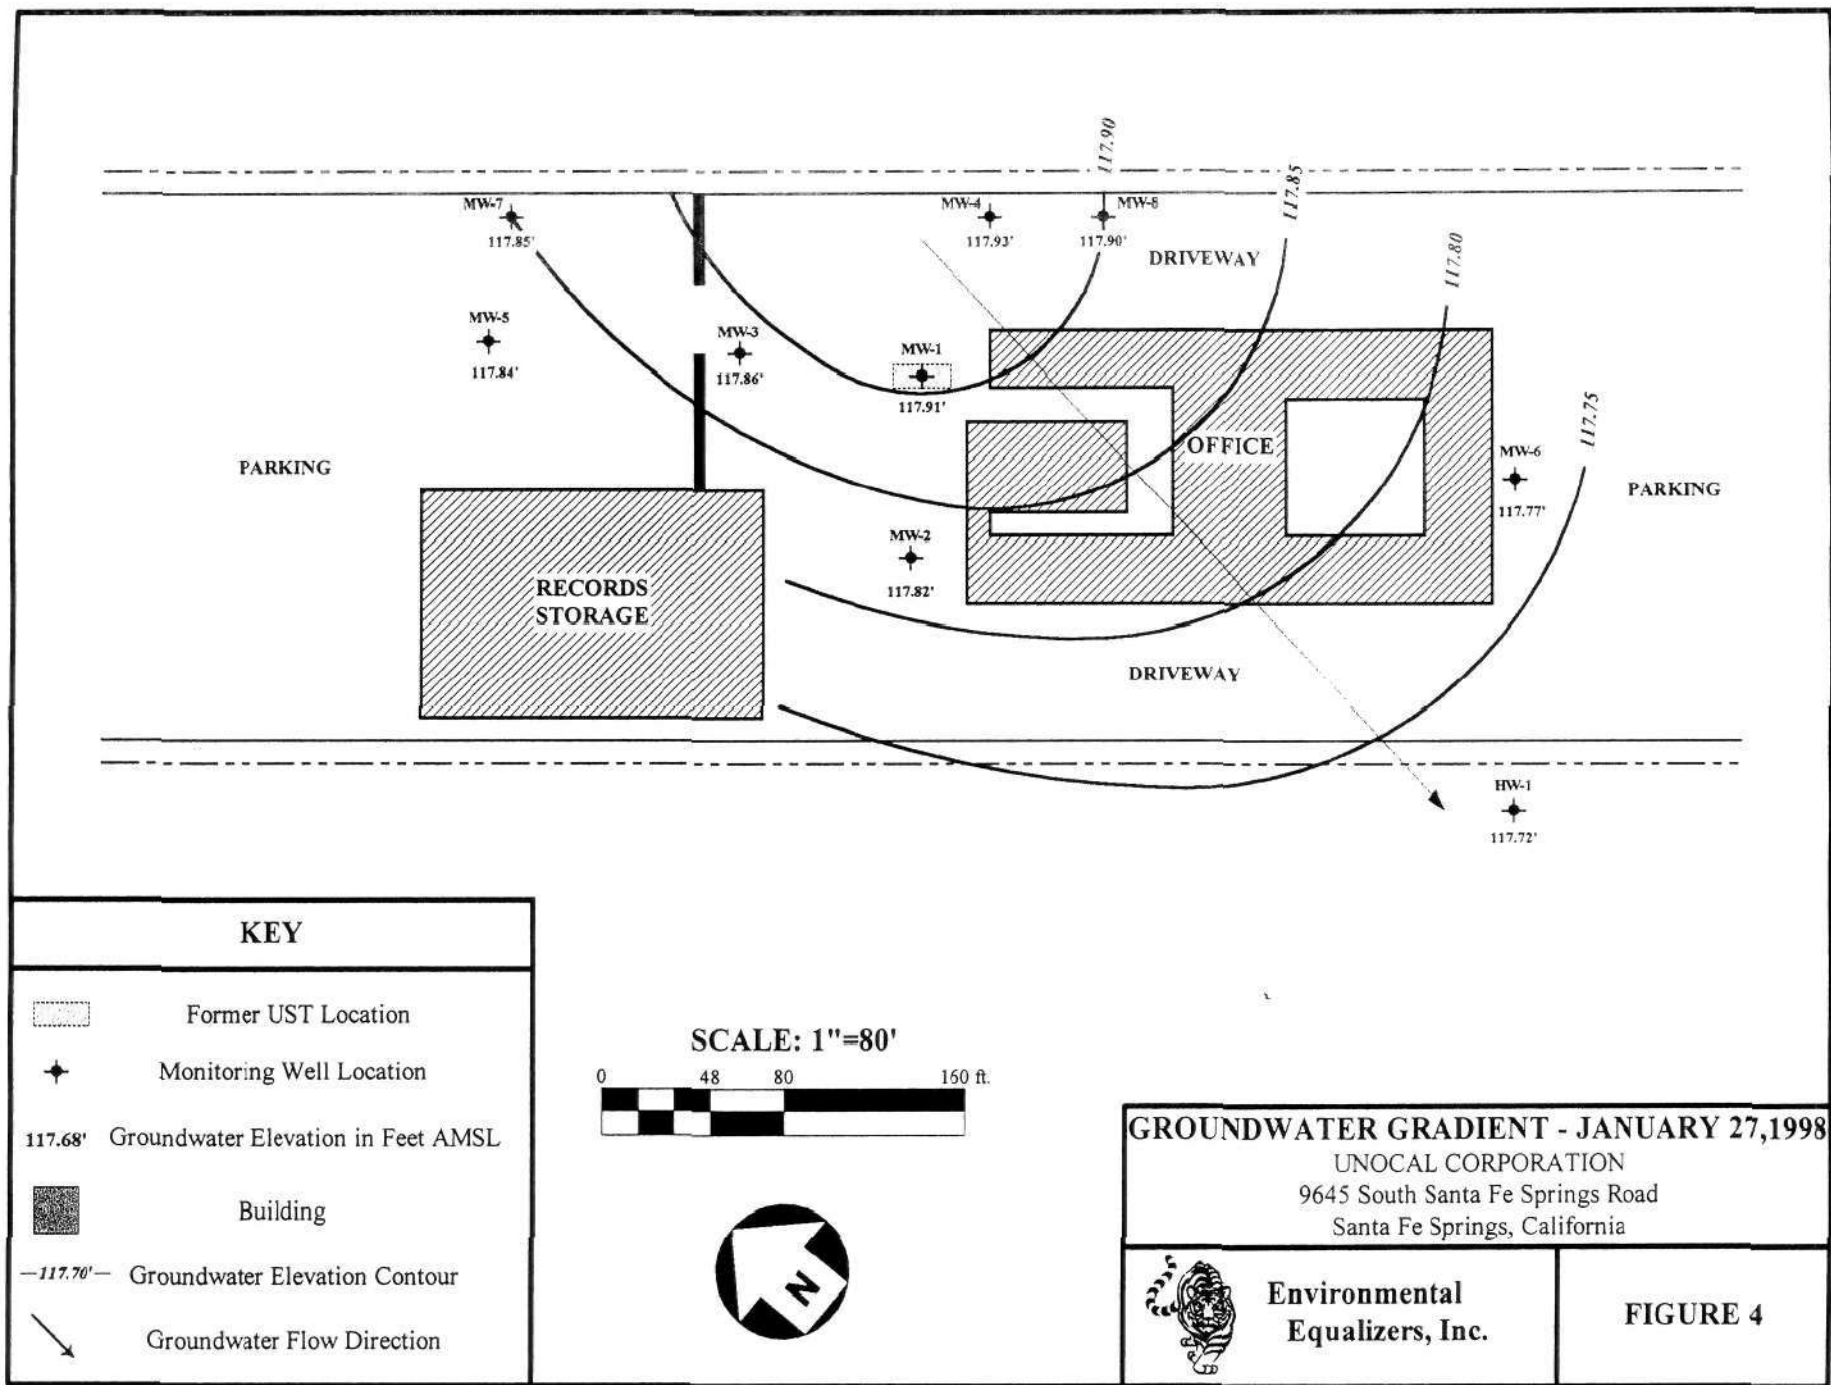 117.90
117.85
MW-7
117.85'
MW-4
117.93'
MW-8
117.90'
DRIVEWAY
117.80
MW-5
117.84'
MW-3
117.86'
MW-1
117.91'
117.75
PARKING
OFFICE
MW-6
117.77'
PARKING
MW-2
117.82'
RECORDS
STORAGE
DRIVEWAY
HW-1
117.72'
KEY
Former UST Location
Monitoring Well Location
117.68' Groundwater Elevation in Feet AMSL
Building
—117.70'— Groundwater Elevation Contour
Groundwater Flow Direction
SCALE: 1"=80'
0 48 80 160 ft.
N
GROUNDWATER GRADIENT - JANUARY 27,1998
UNOCAL CORPORATION
9645 South Santa Fe Springs Road
Santa Fe Springs, California
Environmental
Equalizers, Inc.
FIGURE 4